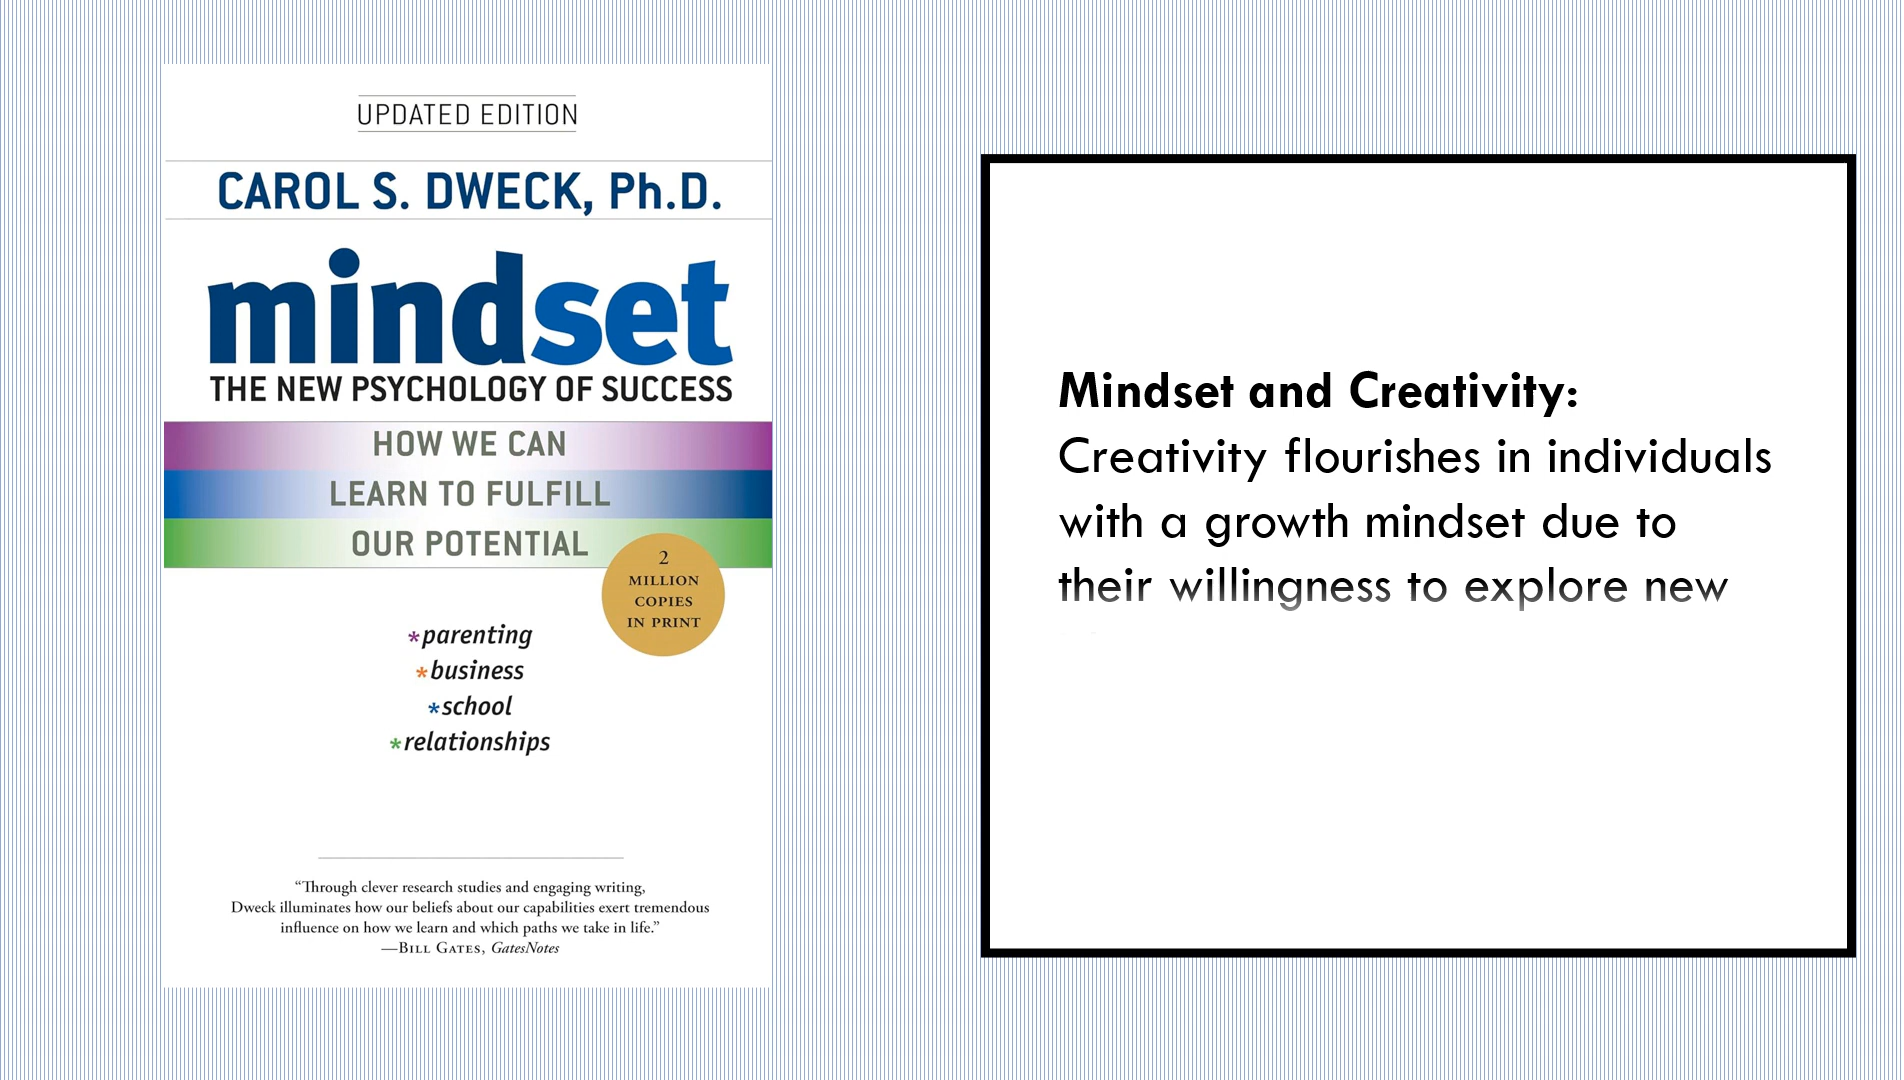 UPDATED EDITION
CAROL S. DWECK, Ph.D.
mindset
THE NEW PSYCHOLOGY OF SUCCESS
HOW WE CAN
LEARN TO FULFILL
OUR POTENTIAL
2
MILLION
COPIES
IN PRINT
*parenting
*business
*school
*relationships
“Through clever research studies and engaging writing,
Dweck illuminates how our beliefs about our capabilities exert tremendous
influence on how we learn and which paths we take in life.”
—BILL GATES, GatesNotes
Mindset and Creativity:
Creativity flourishes in individuals
with a growth mindset due to
their willingness to explore new